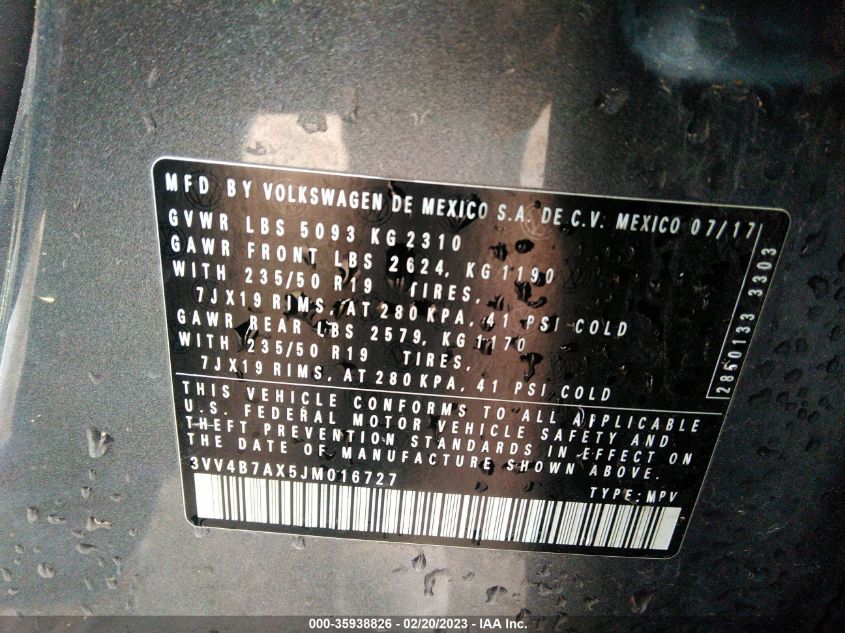 MFD BY VOLKSWAGEN DE MEXICO S.A. DE C.V. MEXICO 07/17
GVWR LBS 5093 KG 2310
GAWR FRONT LBS 2624, KG 1190
WITH 235/50 R19 TIRES,
7JX19 RIMS, AT 280 KPA, 41 PSI COLD
GAWR REAR LBS 2579, KG 1170
WITH 235/50 R19 TIRES,
7JX19 RIMS, AT 280 KPA, 41 PSI COLD
2850133 3303
THIS VEHICLE CONFORMS TO ALL APPLICABLE
U.S. FEDERAL MOTOR VEHICLE SAFETY AND
THEFT PREVENTION STANDARDS IN EFFECT ON
THE DATE OF MANUFACTURE SHOWN ABOVE.
3VV4B7AX5JM016727
TYPE: MPV
000-35938826 - 02/20/2023 - IAA Inc.